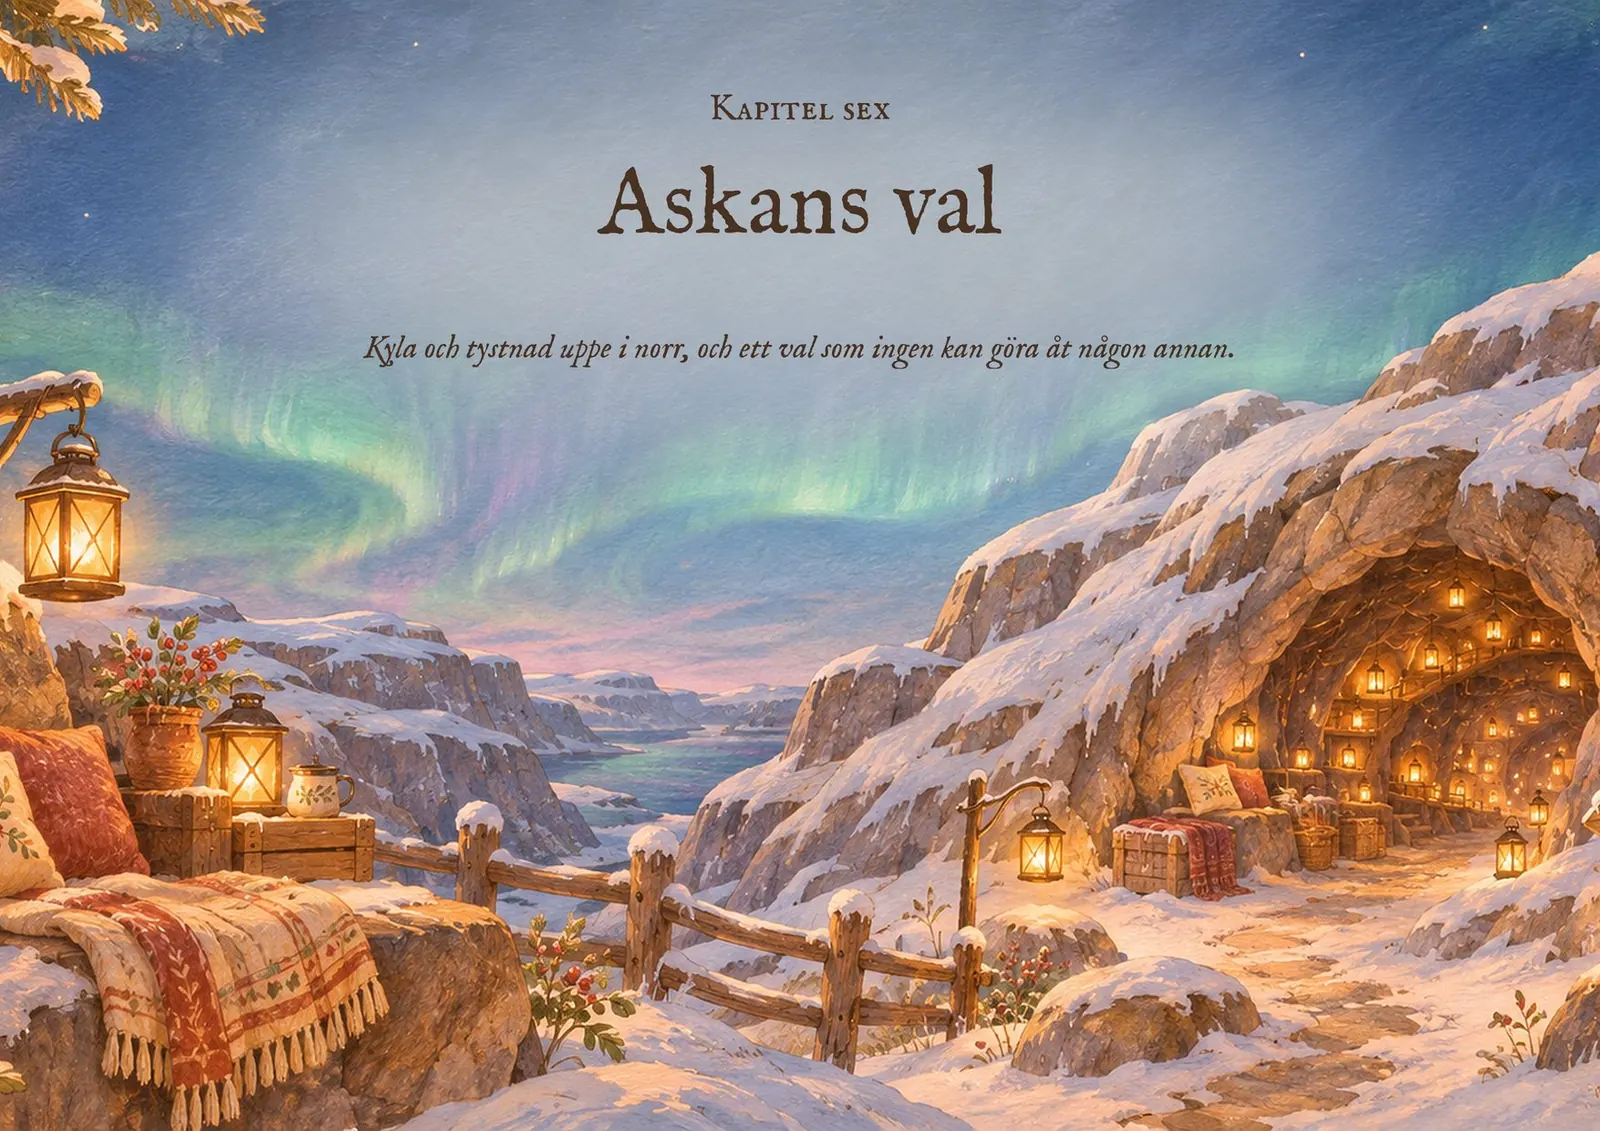 Kapitel sex
Askans val
Kyla och tystnad uppe i norr, och ett val som ingen kan göra åt någon annan.